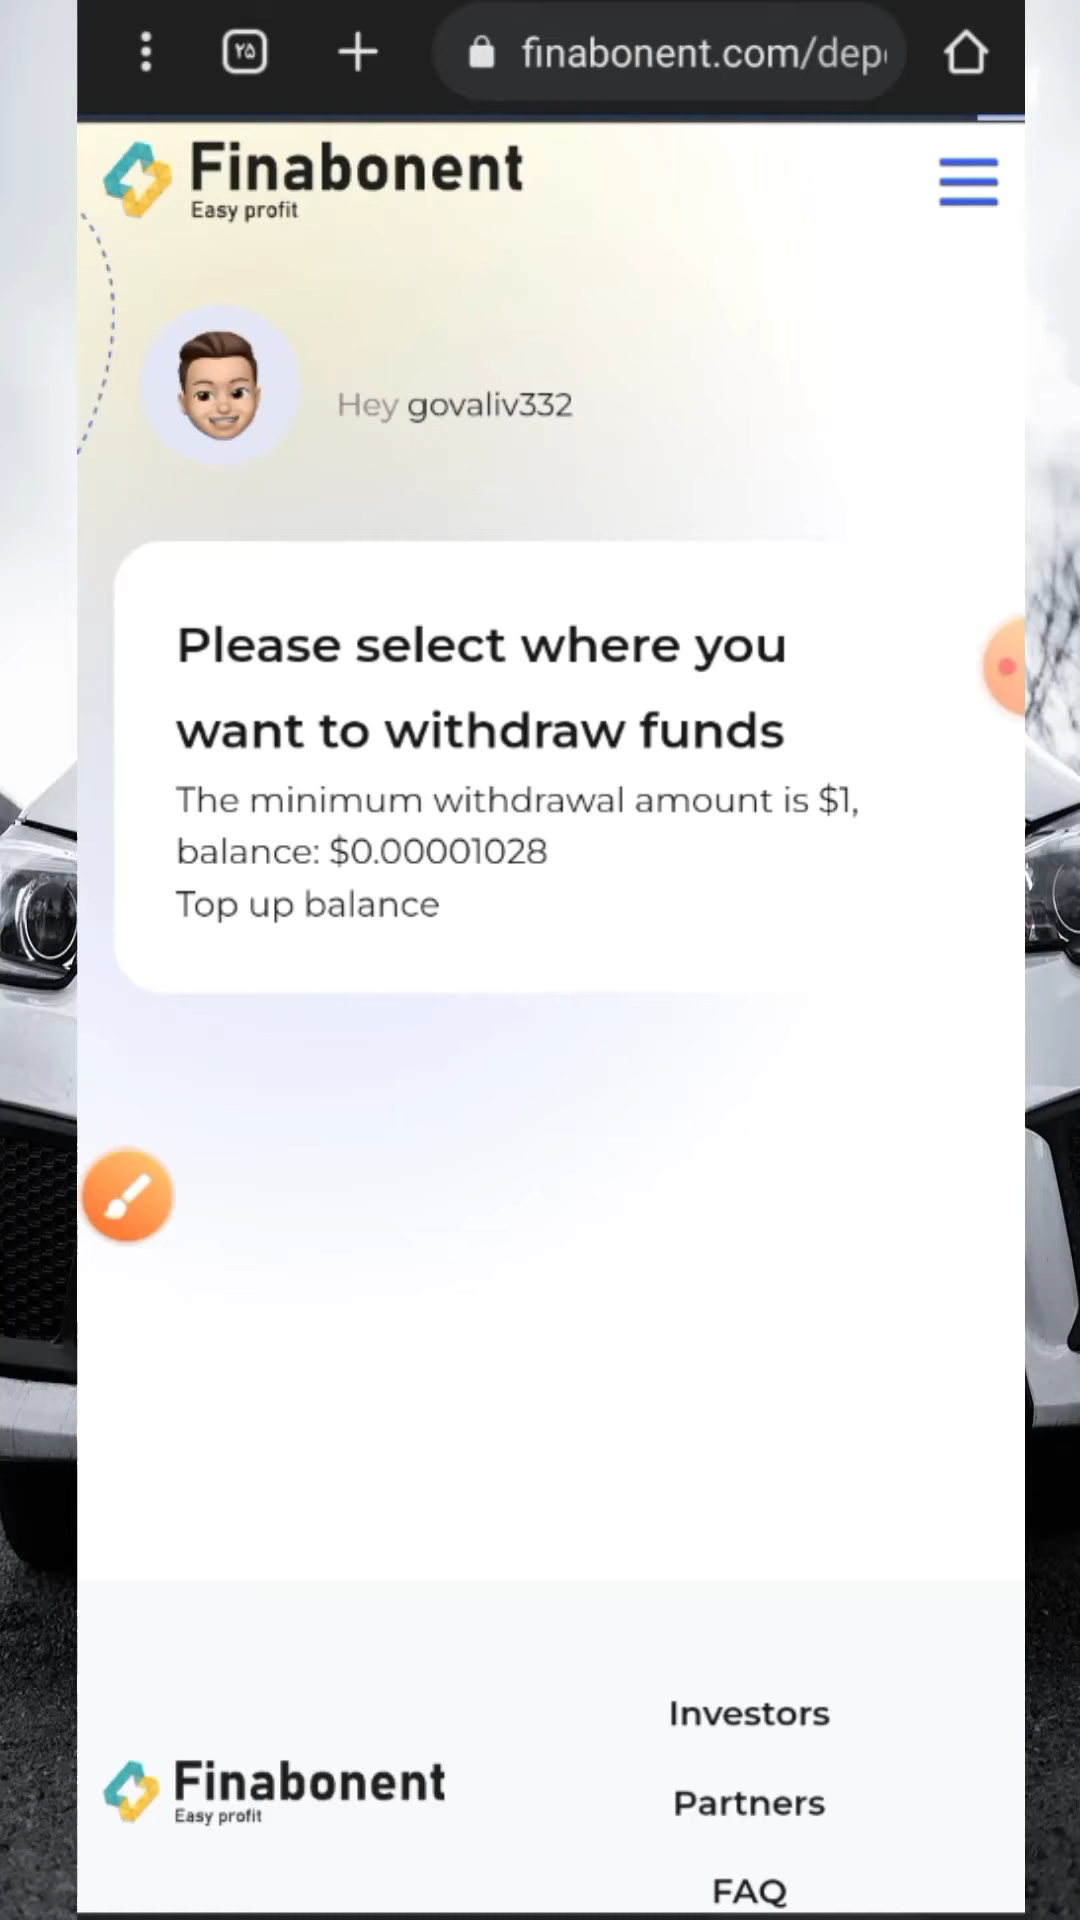 ۲۵
finabonent.com/dep
Finabonent
Easy profit
Hey govaliv332
Please select where you
want to withdraw funds
The minimum withdrawal amount is $1,
balance: $0.00001028
Top up balance
Investors
Finabonent
Easy profit
Partners
FAQ